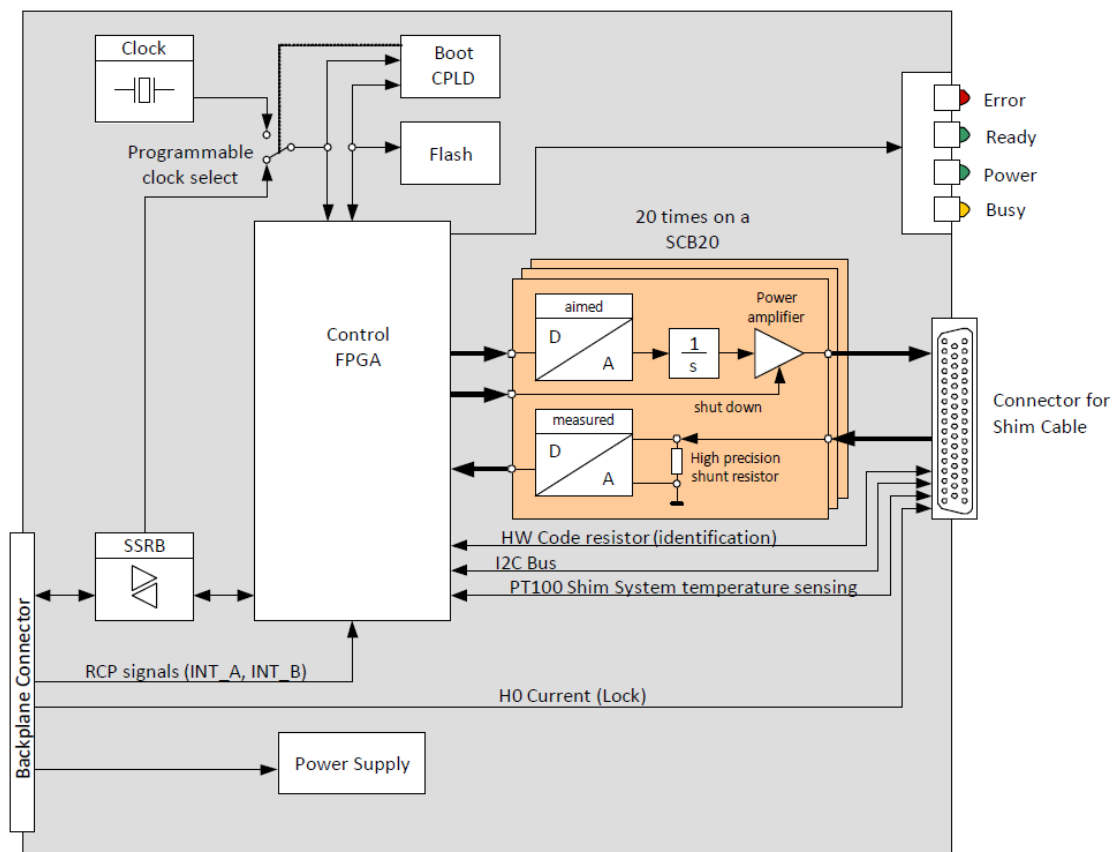 Clock
Boot
CPLD
Error
Ready
Power
Busy
Programmable
clock select
Flash
20 times on a
SCB20
aimed
D
A
1
s
Power
amplifier
Control
FPGA
shut down
measured
D
A
High precision
shunt resistor
Connector for
Shim Cable
HW Code resistor (identification)
I2C Bus
PT100 Shim System temperature sensing
SSRB
Backplane Connector
RCP signals (INT_A, INT_B)
H0 Current (Lock)
Power Supply